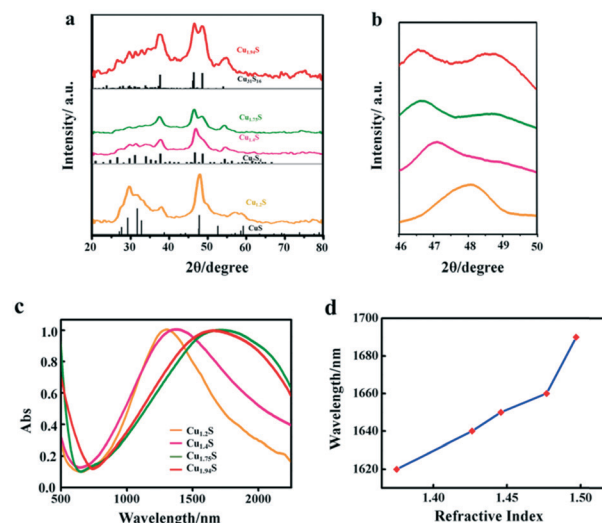 a
Intensity/ a.u.
Cu1.94S
Cu31S16
Cu1.75S
Cu1.4S
Cu1.2S
CuS
20 30 40 50 60 70 80
2θ/degree
b
Intensity/ a.u.
46 47 48 49 50
2θ/degree
c
Abs
1.0
0.8
0.6
0.4
0.2
0.0
Cu1.2S
Cu1.4S
Cu1.75S
Cu1.94S
500 1000 1500 2000
Wavelength/nm
d
Wavelength/nm
1700
1680
1660
1640
1620
1.40 1.45 1.50
Refractive Index